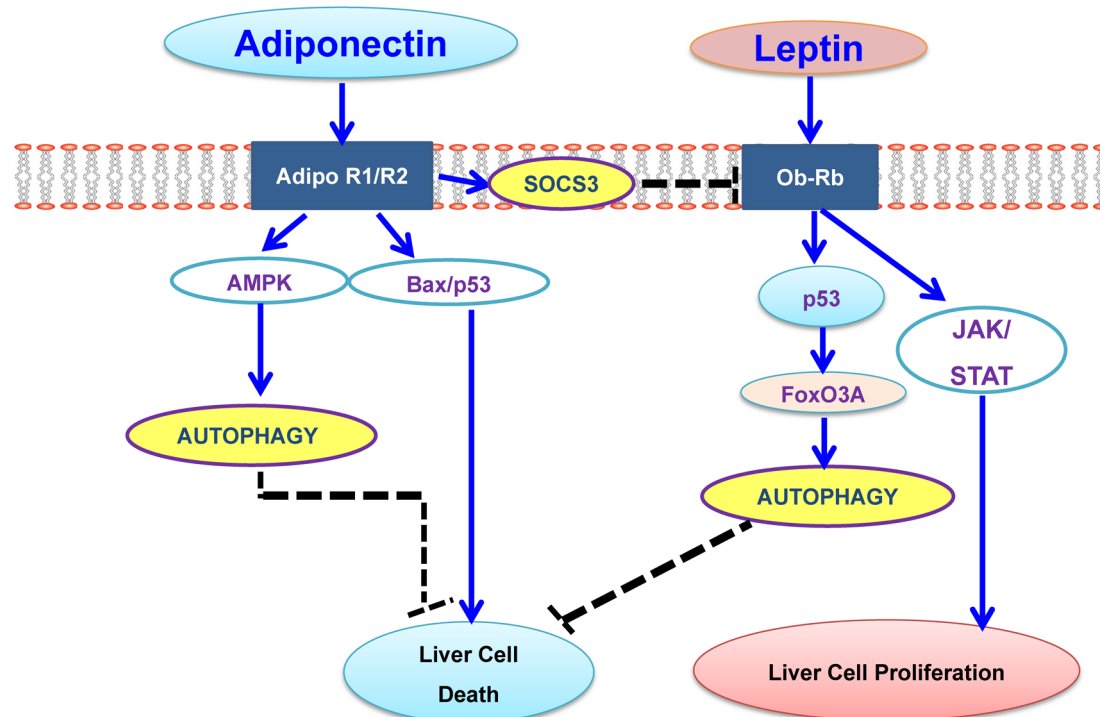 Adiponectin
Leptin
Adipo R1/R2
SOCS3
Ob-Rb
AMPK
Bax/p53
p53
JAK/
STAT
FoxO3A
AUTOPHAGY
AUTOPHAGY
Liver Cell
Death
Liver Cell Proliferation